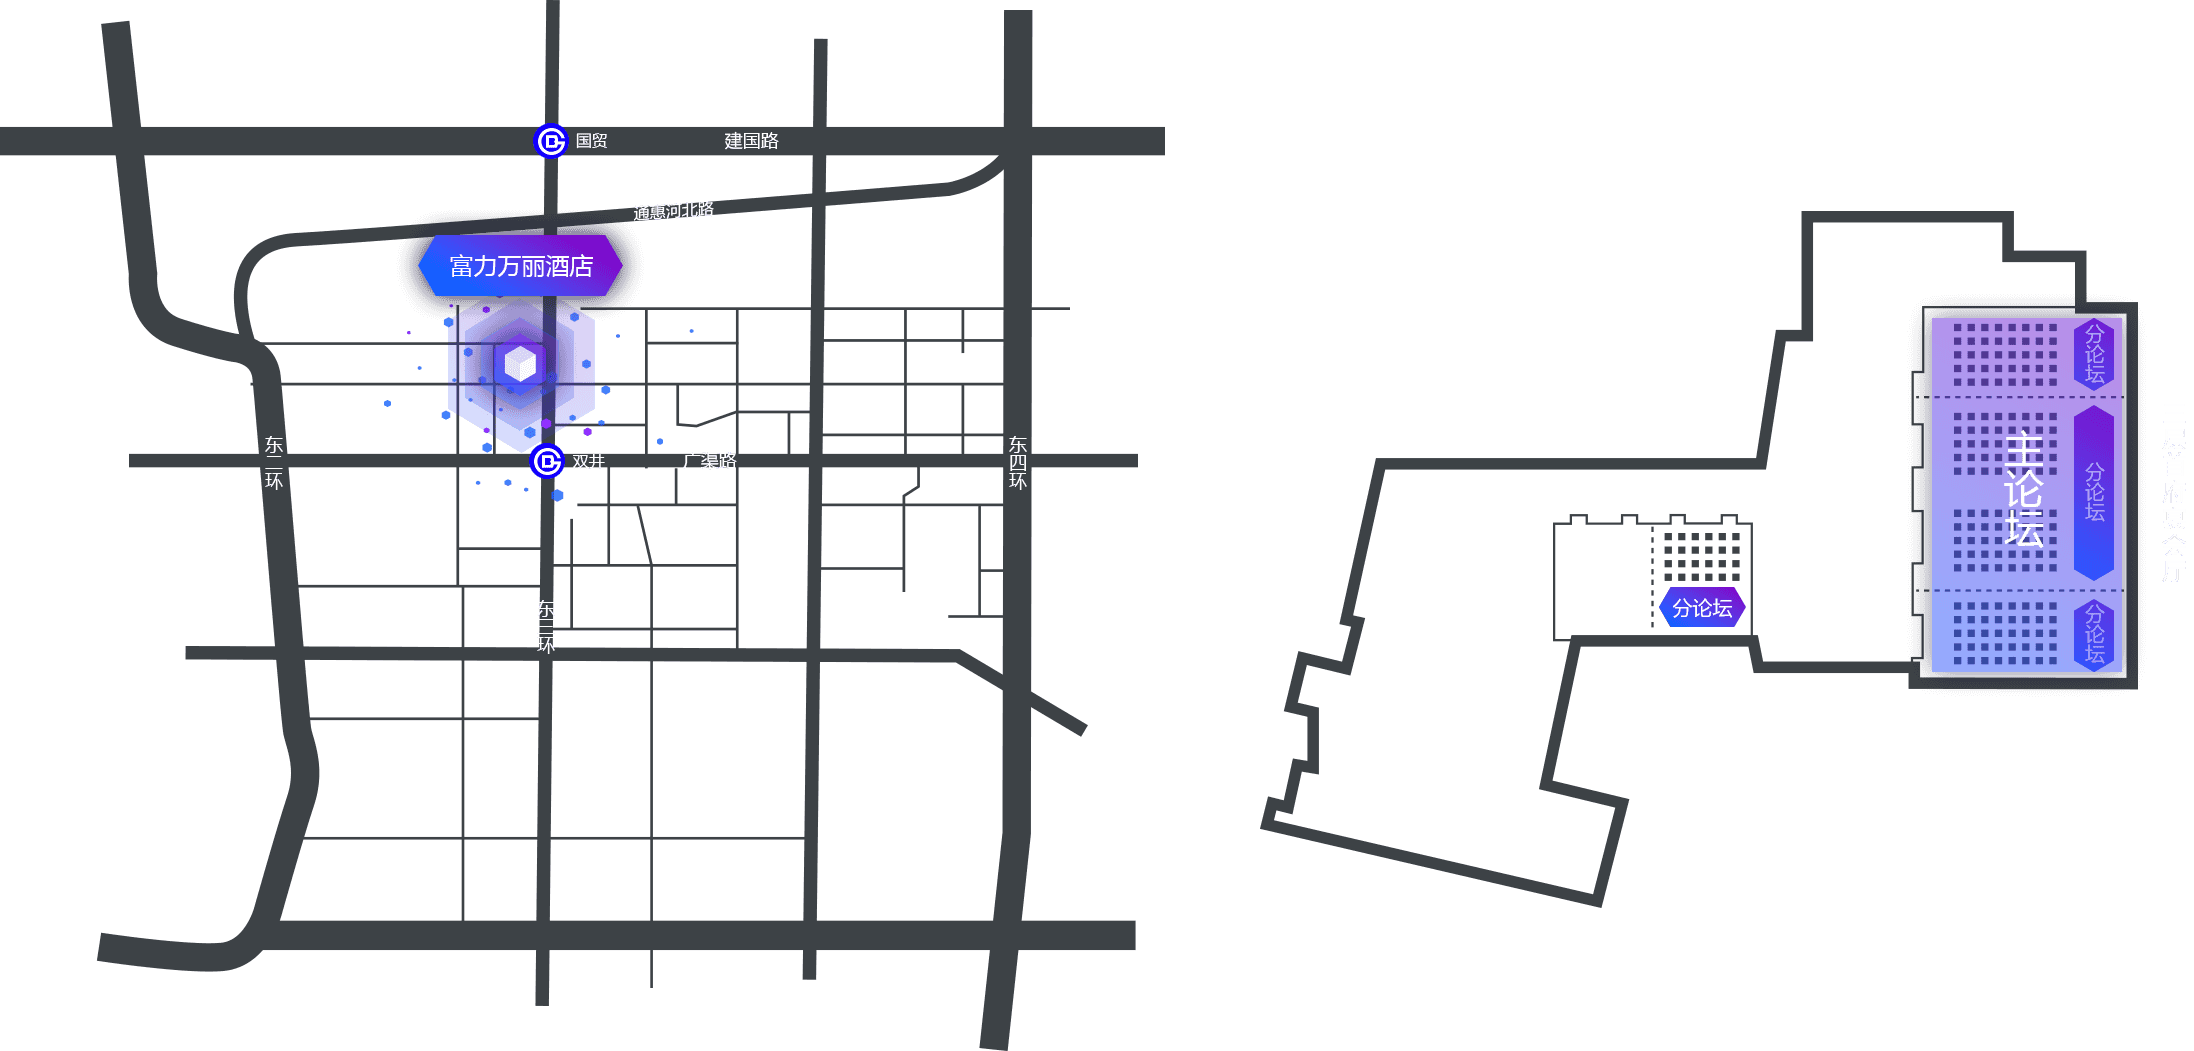 国贸
建国路
通惠河北路
富力万丽酒店
东二环
双井
广渠路
东四环
东三环
分论坛
主论坛
分论坛
分论坛
分论坛